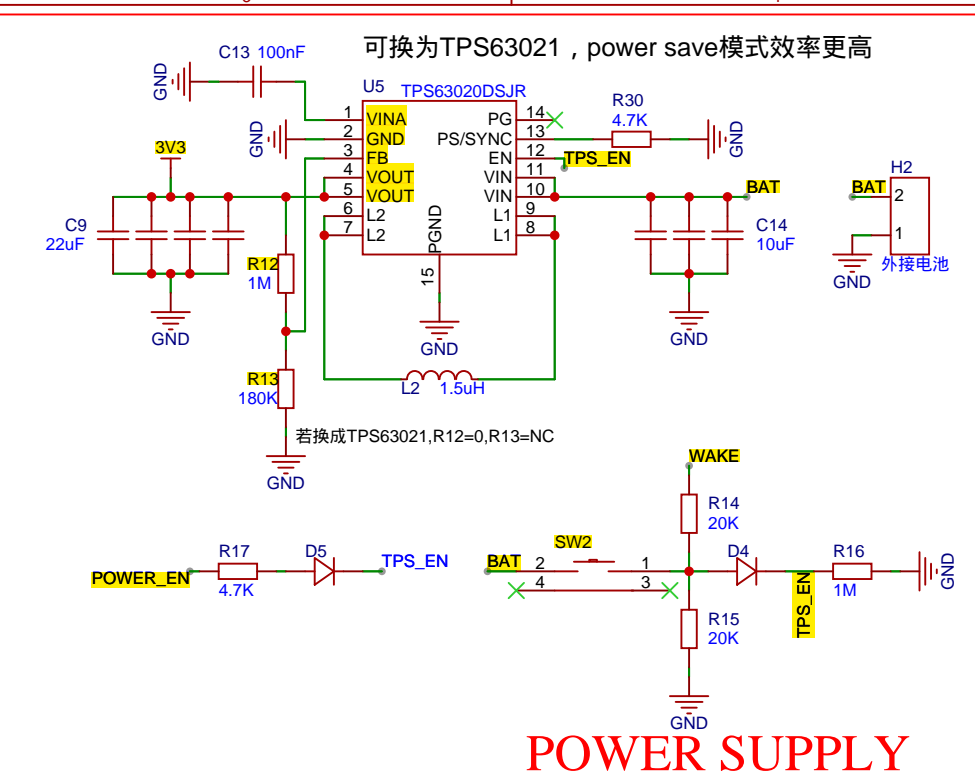 可换为TPS63021，power save模式效率更高
C13 100nF
GND
U5
TPS63020DSJR
1 VINA
2 GND
3 FB
4 VOUT
5 VOUT
6 L2
7 L2
PG 14
PS/SYNC 13
EN 12
VIN 11
VIN 10
L1 9
L1 8
PGND
15
GND
GND
R30
4.7K
GND
TPS_EN
3V3
C9
22uF
GND
R12
1M
R13
180K
GND
L2 1.5uH
若换成TPS63021,R12=0,R13=NC
BAT
C14
10uF
GND
H2
BAT
2
1
外接电池
GND
POWER_EN
R17
4.7K
D5
TPS_EN
BAT
SW2
2
1
4
3
WAKE
R14
20K
R15
20K
GND
D4
TPS_EN
R16
1M
GND
POWER SUPPLY